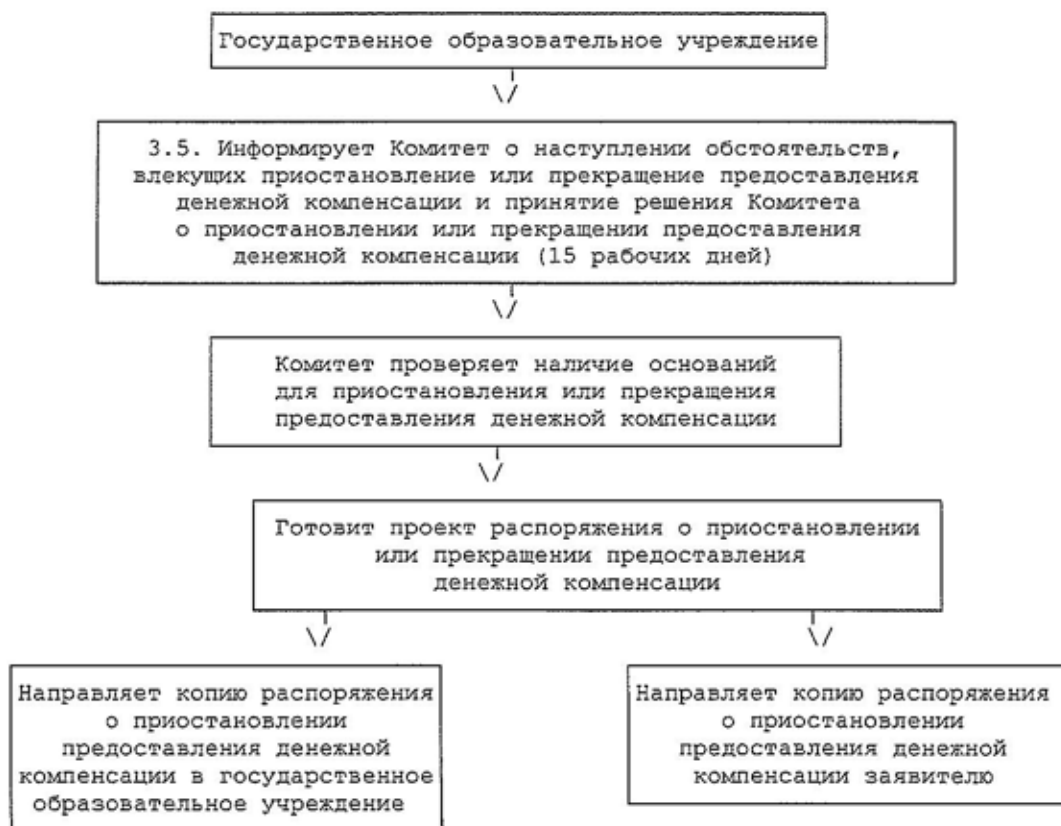 Государственное образовательное учреждение
\/
3.5. Информирует Комитет о наступлении обстоятельств,
влекущих приостановление или прекращение предоставления
денежной компенсации и принятие решения Комитета
о приостановлении или прекращении предоставления
денежной компенсации (15 рабочих дней)
\/
Комитет проверяет наличие оснований
для приостановления или прекращения
предоставления денежной компенсации
\/
Готовит проект распоряжения о приостановлении
или прекращении предоставления
денежной компенсации
\/
\/
Направляет копию распоряжения
о приостановлении
предоставления денежной
компенсации в государственное
образовательное учреждение
Направляет копию распоряжения
о приостановлении
предоставления денежной
компенсации заявителю